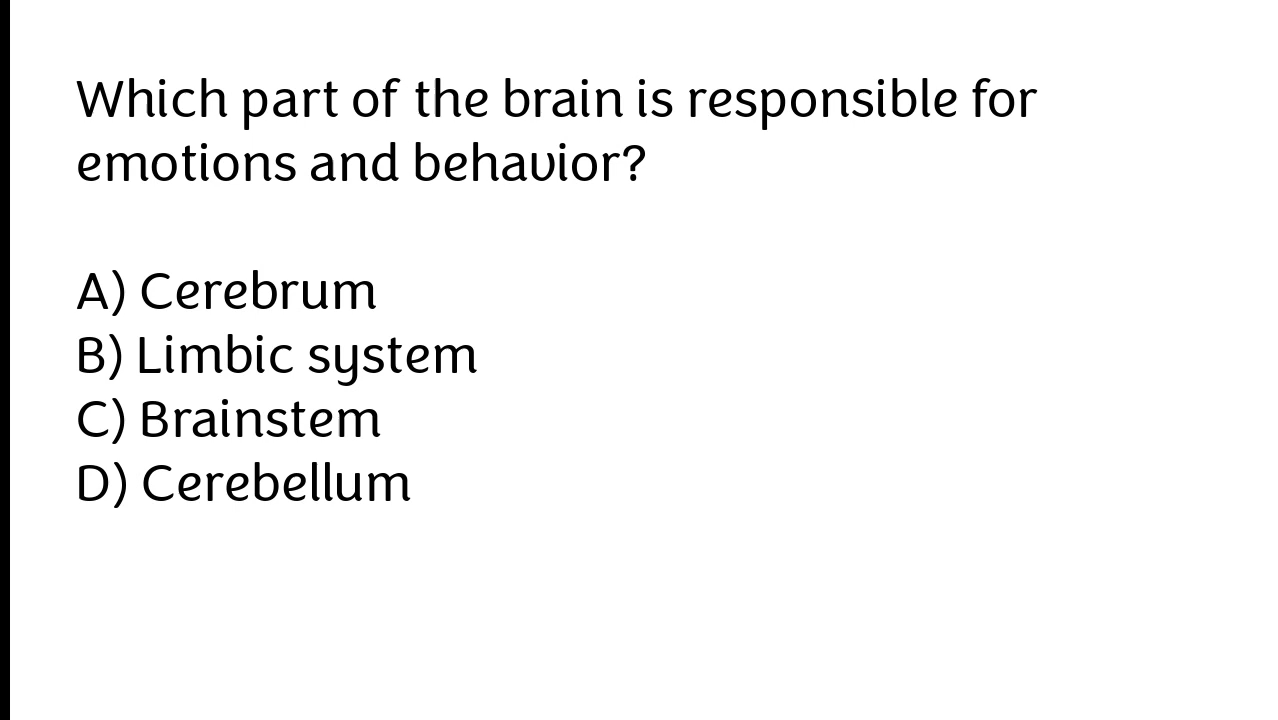 Which part of the brain is responsible for
emotions and behavior?
A) Cerebrum
B) Limbic system
C) Brainstem
D) Cerebellum